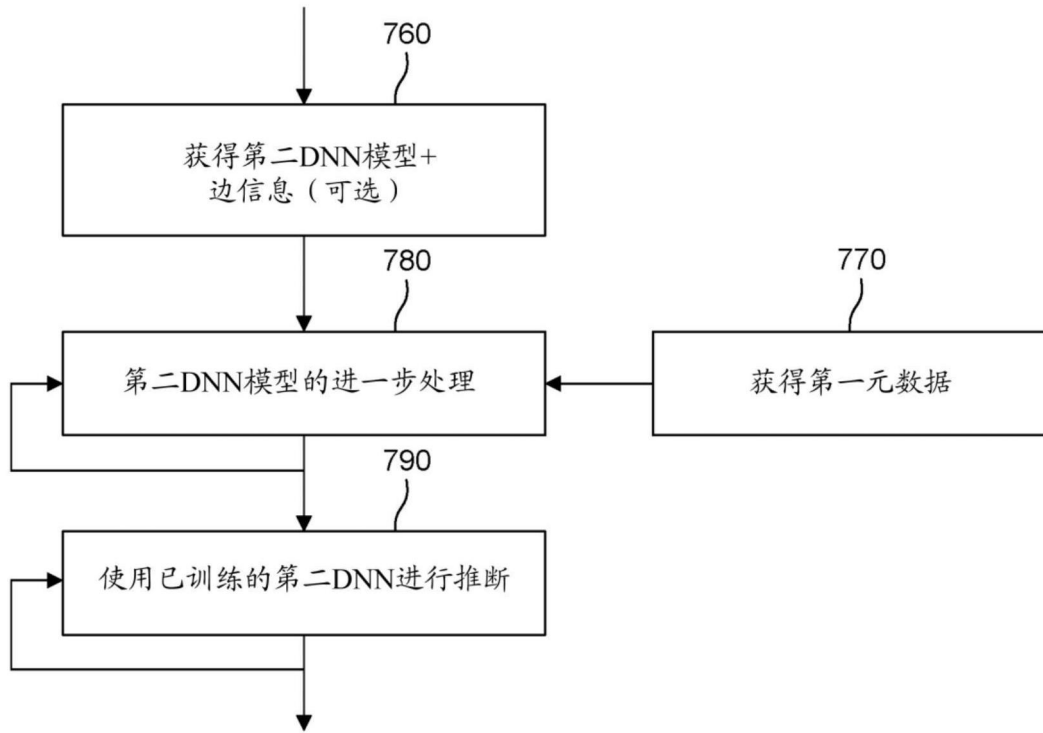 760
获得第二DNN模型+
边信息（可选）
780
770
第二DNN模型的进一步处理
获得第一元数据
790
使用已训练的第二DNN进行推断